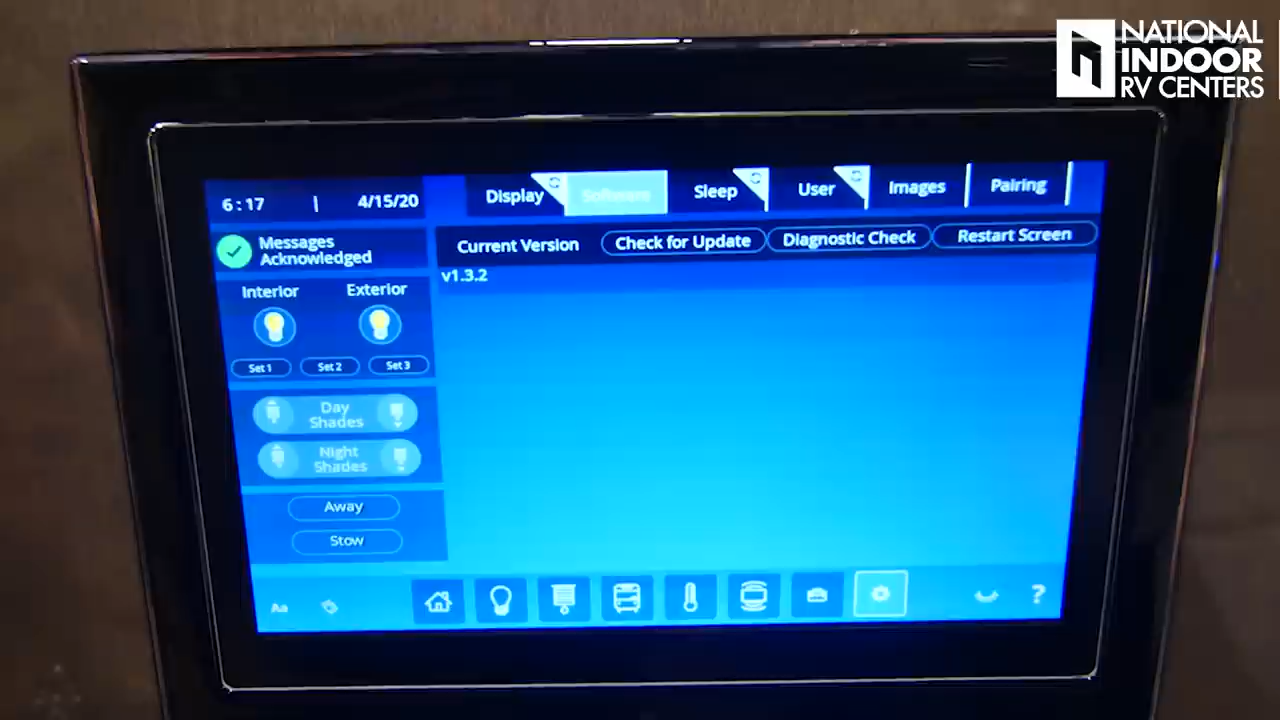 NATIONAL
INDOOR
RV CENTERS
6:17 | 4/15/20
Display Software Sleep User Images Pairing
Messages
Acknowledged
Current Version Check for Update Diagnostic Check Restart Screen
v1.3.2
Interior Exterior
Set 1 Set 2 Set 3
Day
Shades
Night
Shades
Away
Stow
Aa
?